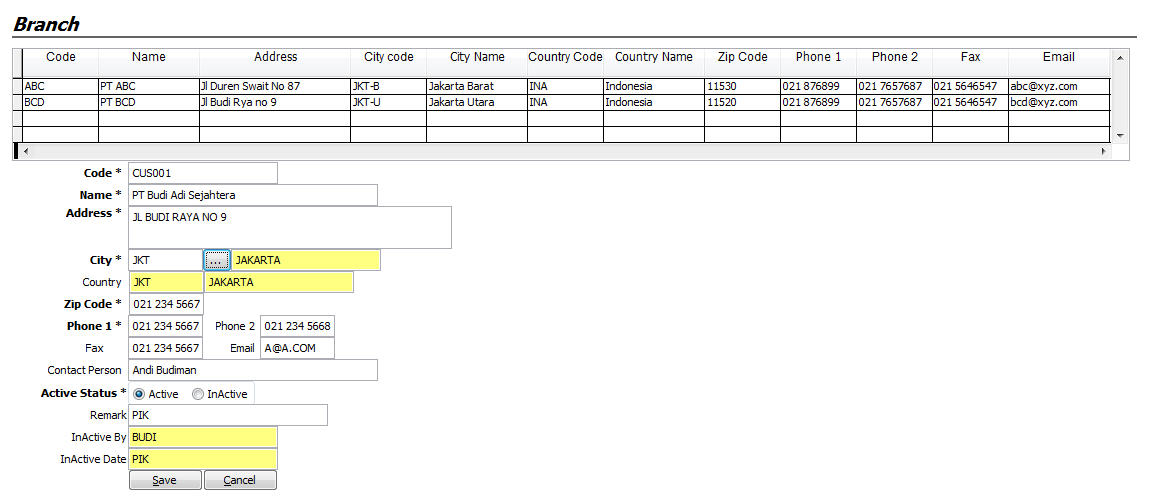 Branch
Code Name Address City code City Name Country Code Country Name Zip Code Phone 1 Phone 2 Fax Email
ABC PT ABC Jl Duren Swait No 87 JKT-B Jakarta Barat INA Indonesia 11530 021 876899 021 7657687 021 5646547 abc@xyz.com
BCD PT BCD Jl Budi Rya no 9 JKT-U Jakarta Utara INA Indonesia 11520 021 876899 021 7657687 021 5646547 bcd@xyz.com
Code * CUS001
Name * PT Budi Adi Sejahtera
Address * JL BUDI RAYA NO 9
City * JKT ... JAKARTA
Country JKT JAKARTA
Zip Code * 021 234 5667
Phone 1 * 021 234 5667 Phone 2 021 234 5668
Fax 021 234 5667 Email A@A.COM
Contact Person Andi Budiman
Active Status * Active InActive
Remark PIK
InActive By BUDI
InActive Date PIK
Save Cancel